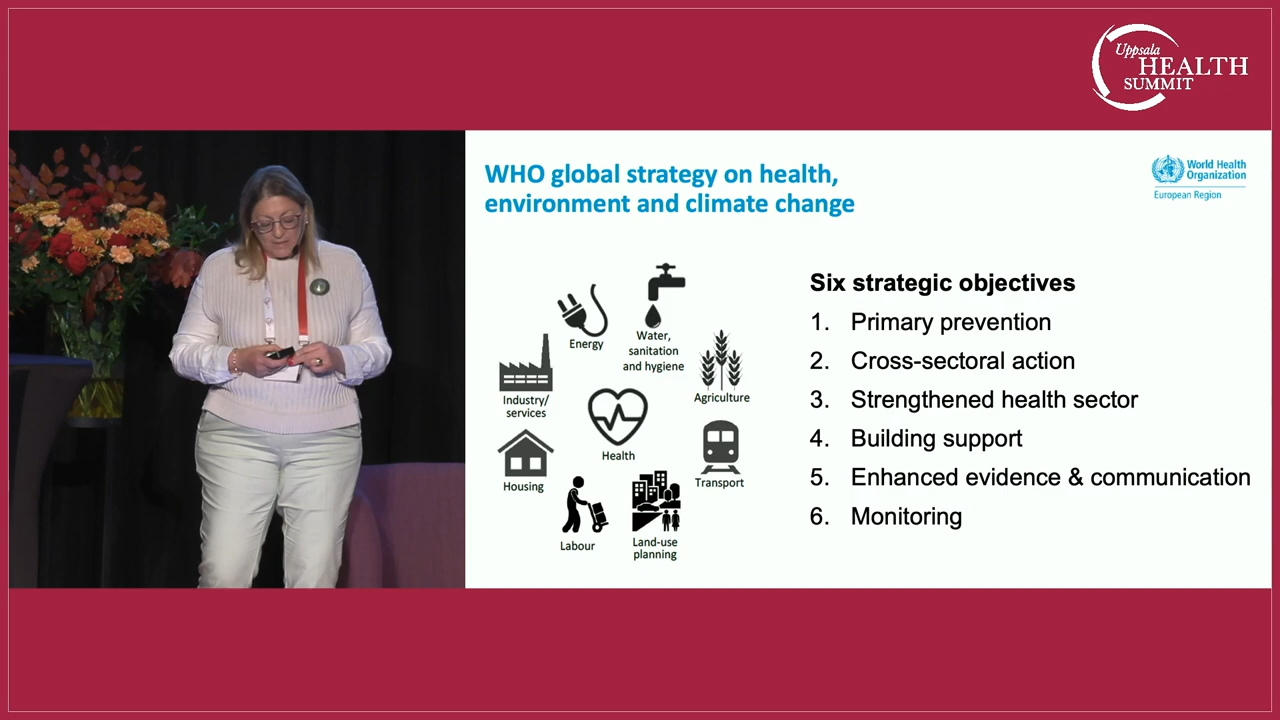 Uppsala
HEALTH
SUMMIT
WHO global strategy on health,
environment and climate change
World Health
Organization
European Region
Energy
Water,
sanitation
and hygiene
Industry/
services
Agriculture
Health
Housing
Transport
Labour
Land-use
planning
Six strategic objectives
1. Primary prevention
2. Cross-sectoral action
3. Strengthened health sector
4. Building support
5. Enhanced evidence & communication
6. Monitoring